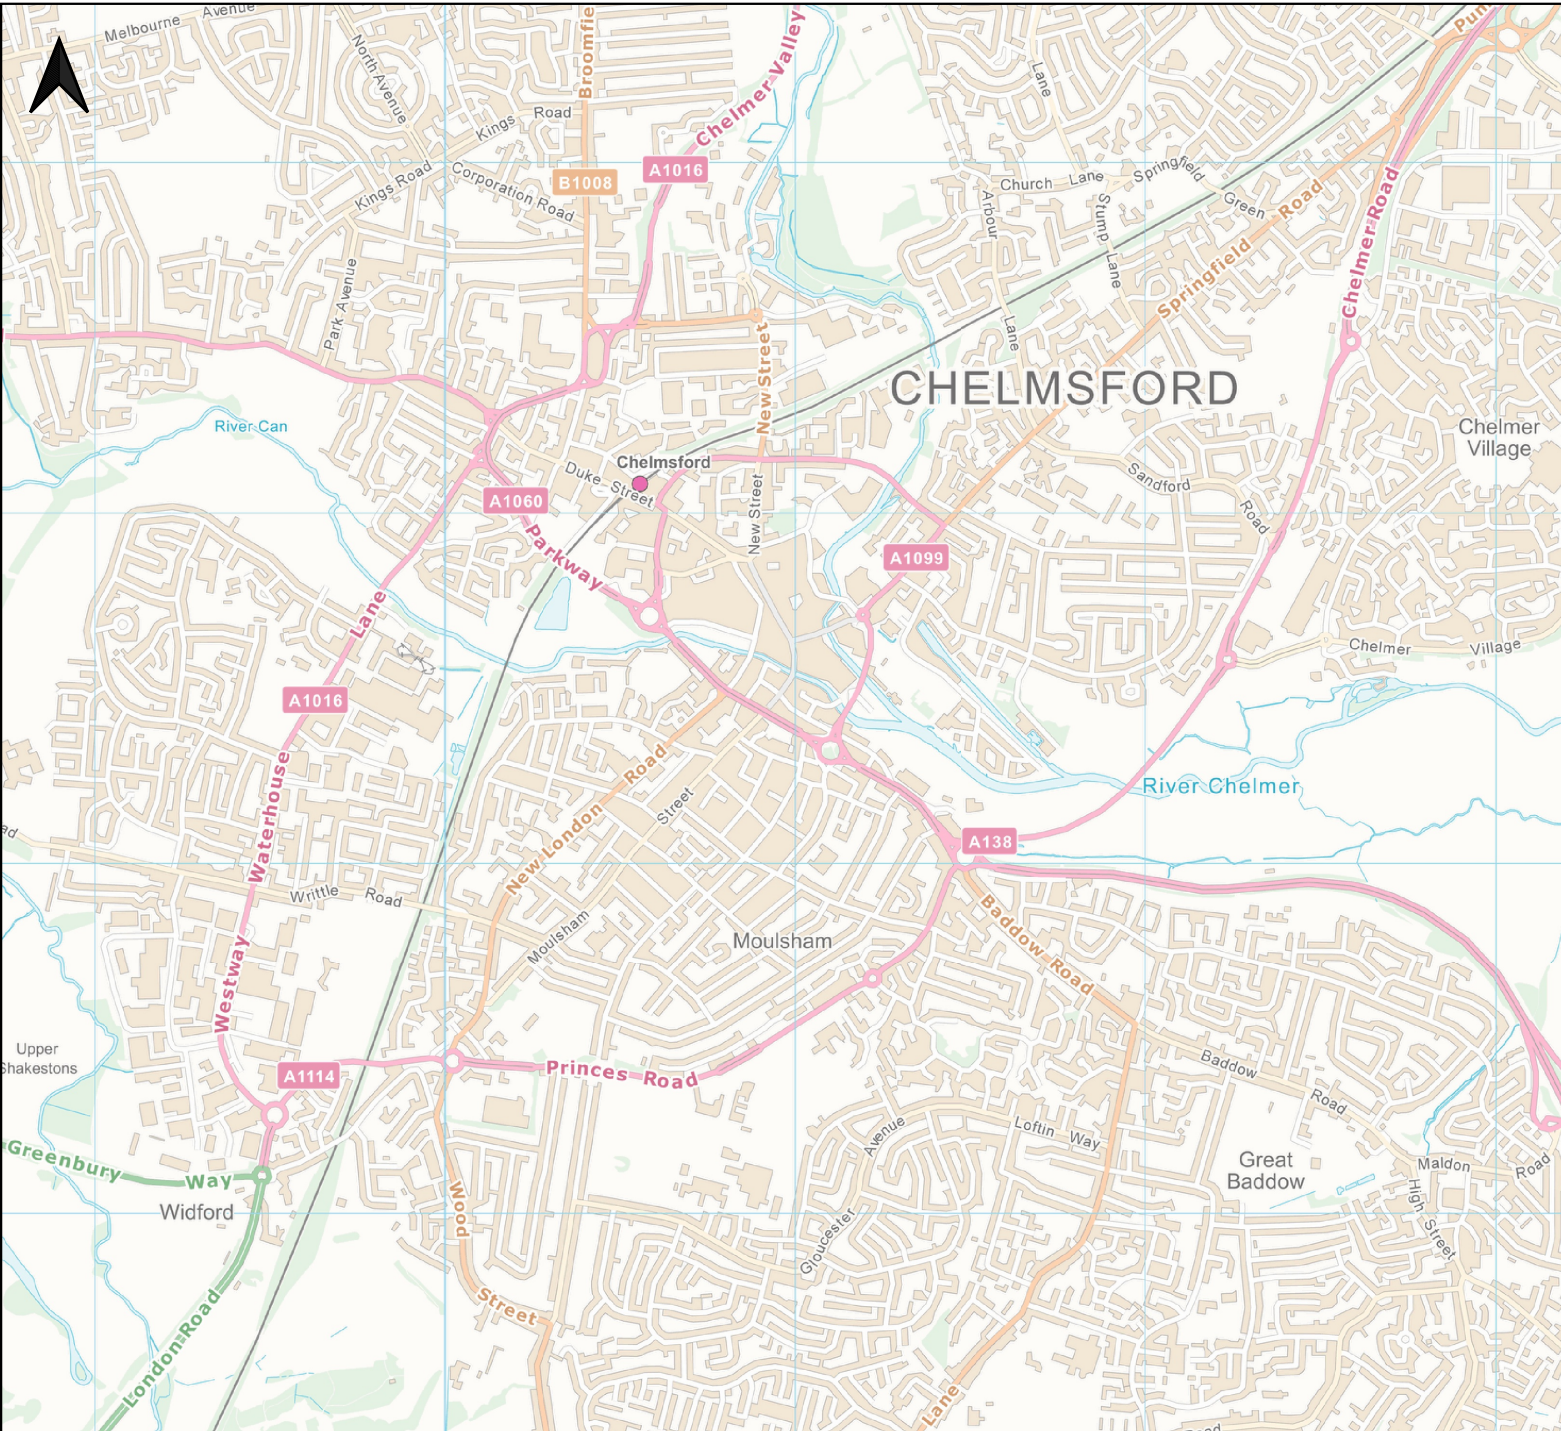 Melbourne Avenue
North Avenue
Broomfie
Chelmer Valley
Pun
Kings Road
Lane
A1016
B1008
Corporation Road
Kings Road
Church Lane
Springfield Green
Arbour
Stump Lane
Springfield Road
Chelmer Road
Park Avenue
Lane
New Street
CHELMSFORD
River Can
Chelmer
Village
Chelmsford
Duke Street
Sandford Road
A1060
New Street
Parkway
A1099
Lane
Chelmer Village
A1016
New London Road
Street
River Chelmer
Waterhouse
ad
A138
Writtle Road
Moulsham
Moulsham
Baddow Road
Westway
Upper
Shakestons
A1114
Princes Road
Baddow Road
Avenue
Loftin Way
Greenbury Way
Great
Baddow
Maldon Road
Widford
Wood Street
Gloucester
High Street
London Road
Lane